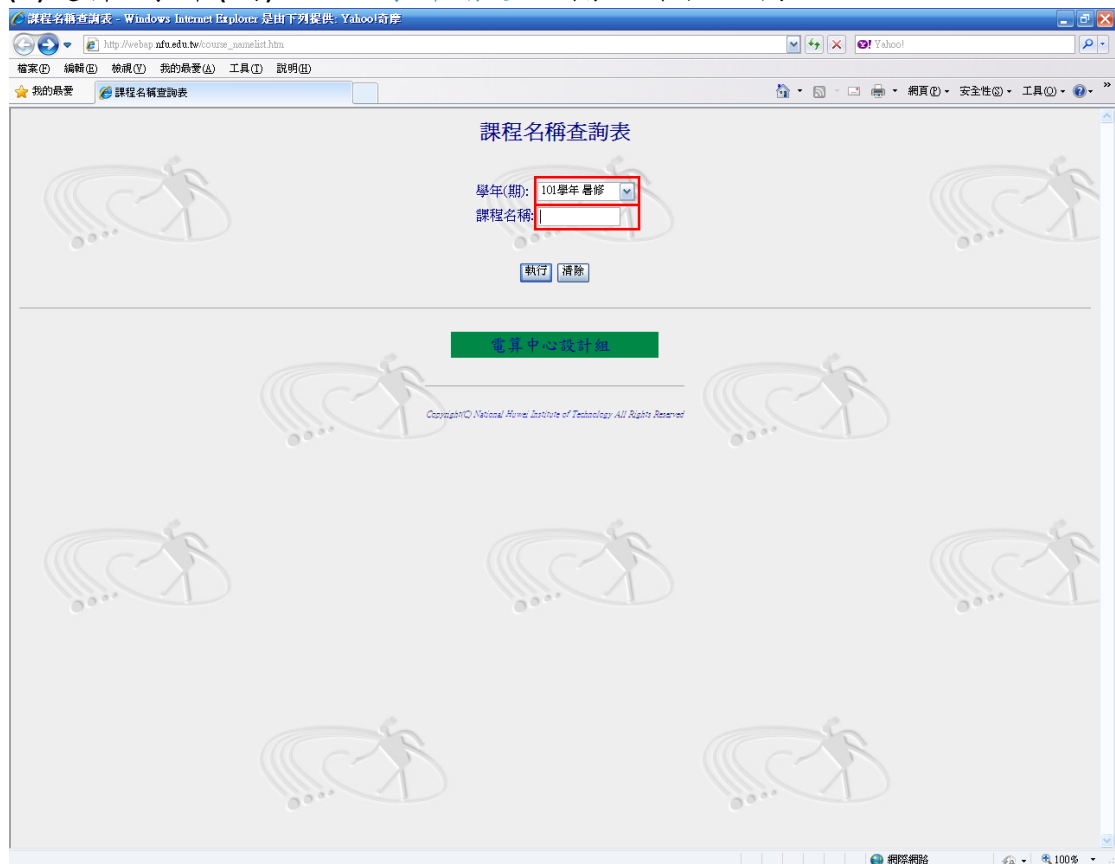 課程名稱查詢表 - Windows Internet Explorer 是由下列提供: Yahoo!奇摩
http://webap.nfu.edu.tw/course_namelist.htm
Yahoo!
檔案(F) 編輯(E) 檢視(V) 我的最愛(A) 工具(T) 說明(H)
我的最愛 課程名稱查詢表 網頁(P) 安全性(S) 工具(O) »
課程名稱查詢表
學年(期): 101學年 暑修
課程名稱:
執行 清除
電算中心設計組
Copyright(C) National Huwei Institute of Technology All Rights Reserved
網際網路 100%